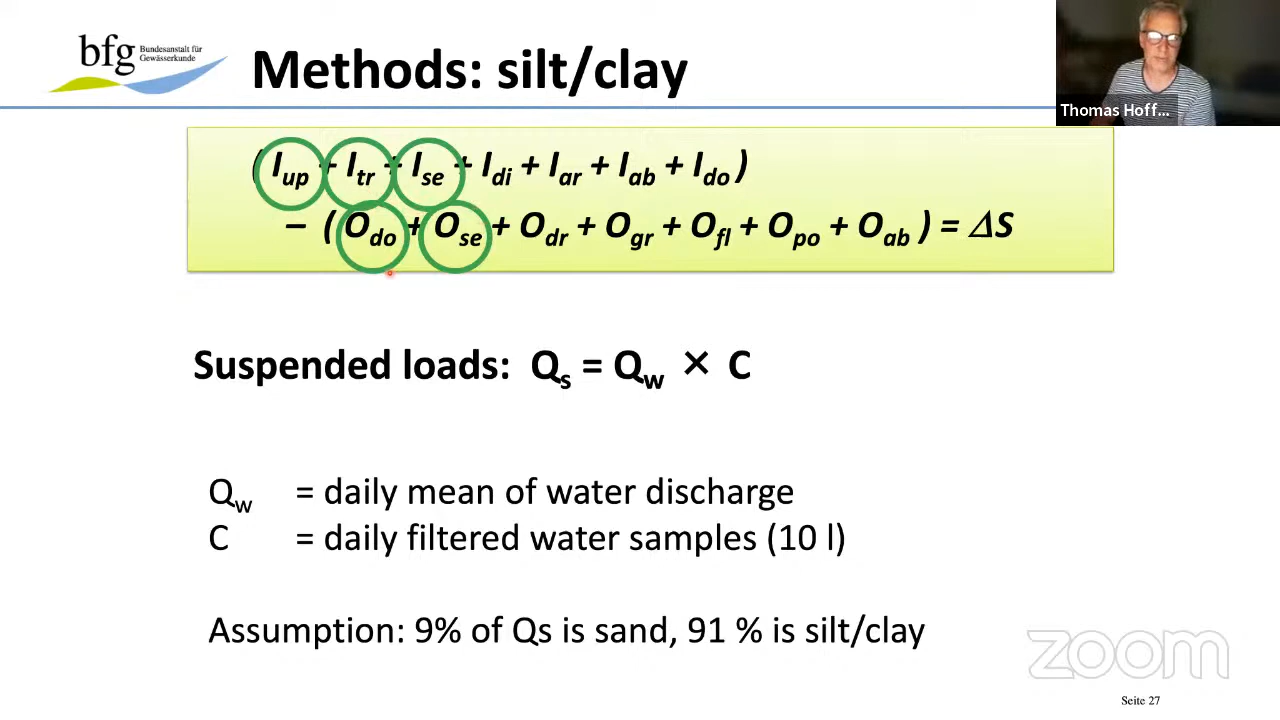 bfg Bundesanstalt für
Gewässerkunde
Methods: silt/clay
Thomas Hoff...
( I_up + I_tr + I_se + I_di + I_ar + I_ab + I_do )
– ( O_do + O_se + O_dr + O_gr + O_fl + O_po + O_ab ) = ΔS
Suspended loads: Q_s = Q_w × C
Q_w = daily mean of water discharge
C = daily filtered water samples (10 l)
Assumption: 9% of Qs is sand, 91 % is silt/clay
zoom
Seite 27